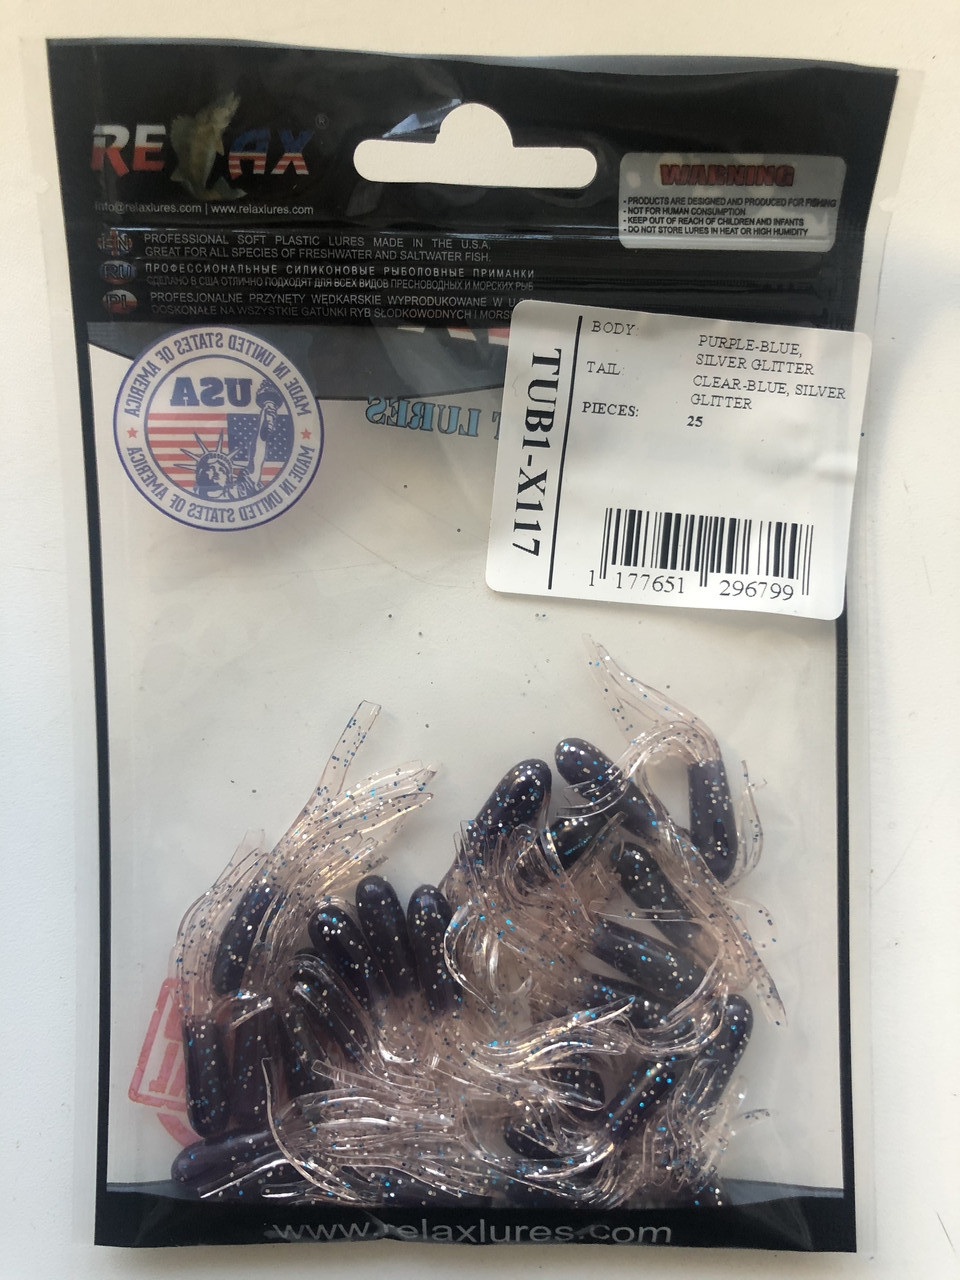 RELAX®
info@relaxlures.com | www.relaxlures.com
WARNING
- PRODUCTS ARE DESIGNED AND PRODUCED FOR FISHING
- NOT FOR HUMAN CONSUMPTION
- KEEP OUT OF REACH OF CHILDREN AND INFANTS
- DO NOT STORE LURES IN HEAT OR HIGH HUMIDITY
EN
PROFESSIONAL SOFT PLASTIC LURES MADE IN THE U.S.A.
GREAT FOR ALL SPECIES OF FRESHWATER AND SALTWATER FISH.
RU
ПРОФЕССИОНАЛЬНЫЕ СИЛИКОНОВЫЕ РЫБОЛОВНЫЕ ПРИМАНКИ
СДЕЛАНО В США ОТЛИЧНО ПОДХОДЯТ ДЛЯ ВСЕХ ВИДОВ ПРЕСНОВОДНЫХ И МОРСКИХ РЫБ
PL
PROFESJONALNE PRZYNĘTY WĘDKARSKIE WYPRODUKOWANE W
DOSKONAŁE NA WSZYSTKIE GATUNKI RYB SŁODKOWODNYCH I
MADE IN UNITED STATES OF AMERICA
USA
MADE IN UNITED STATES OF AMERICA
LURES
TUB1-X117
BODY: PURPLE-BLUE,
SILVER GLITTER
TAIL: CLEAR-BLUE, SILVER
GLITTER
PIECES: 25
1 177651 296799
www.relaxlures.com